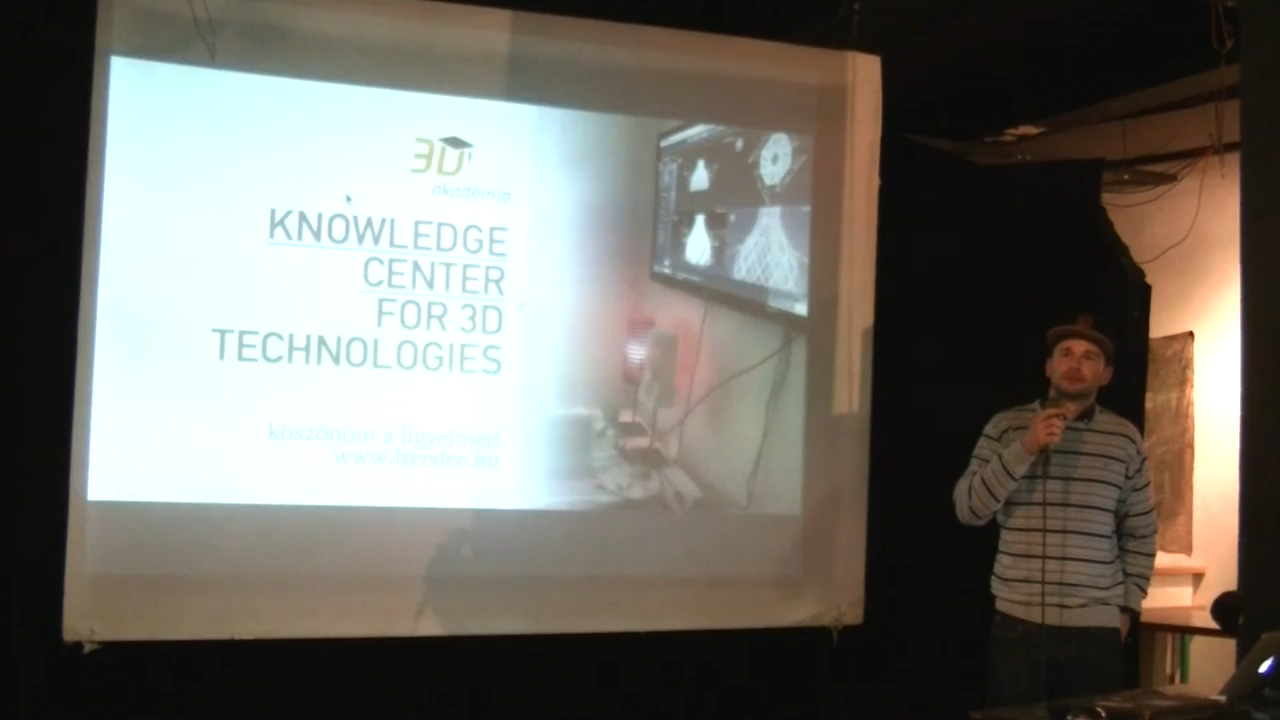 3D
akadémia
KNOWLEDGE
CENTER
FOR 3D
TECHNOLOGIES
köszönöm a figyelmet!
www.freedee.hu